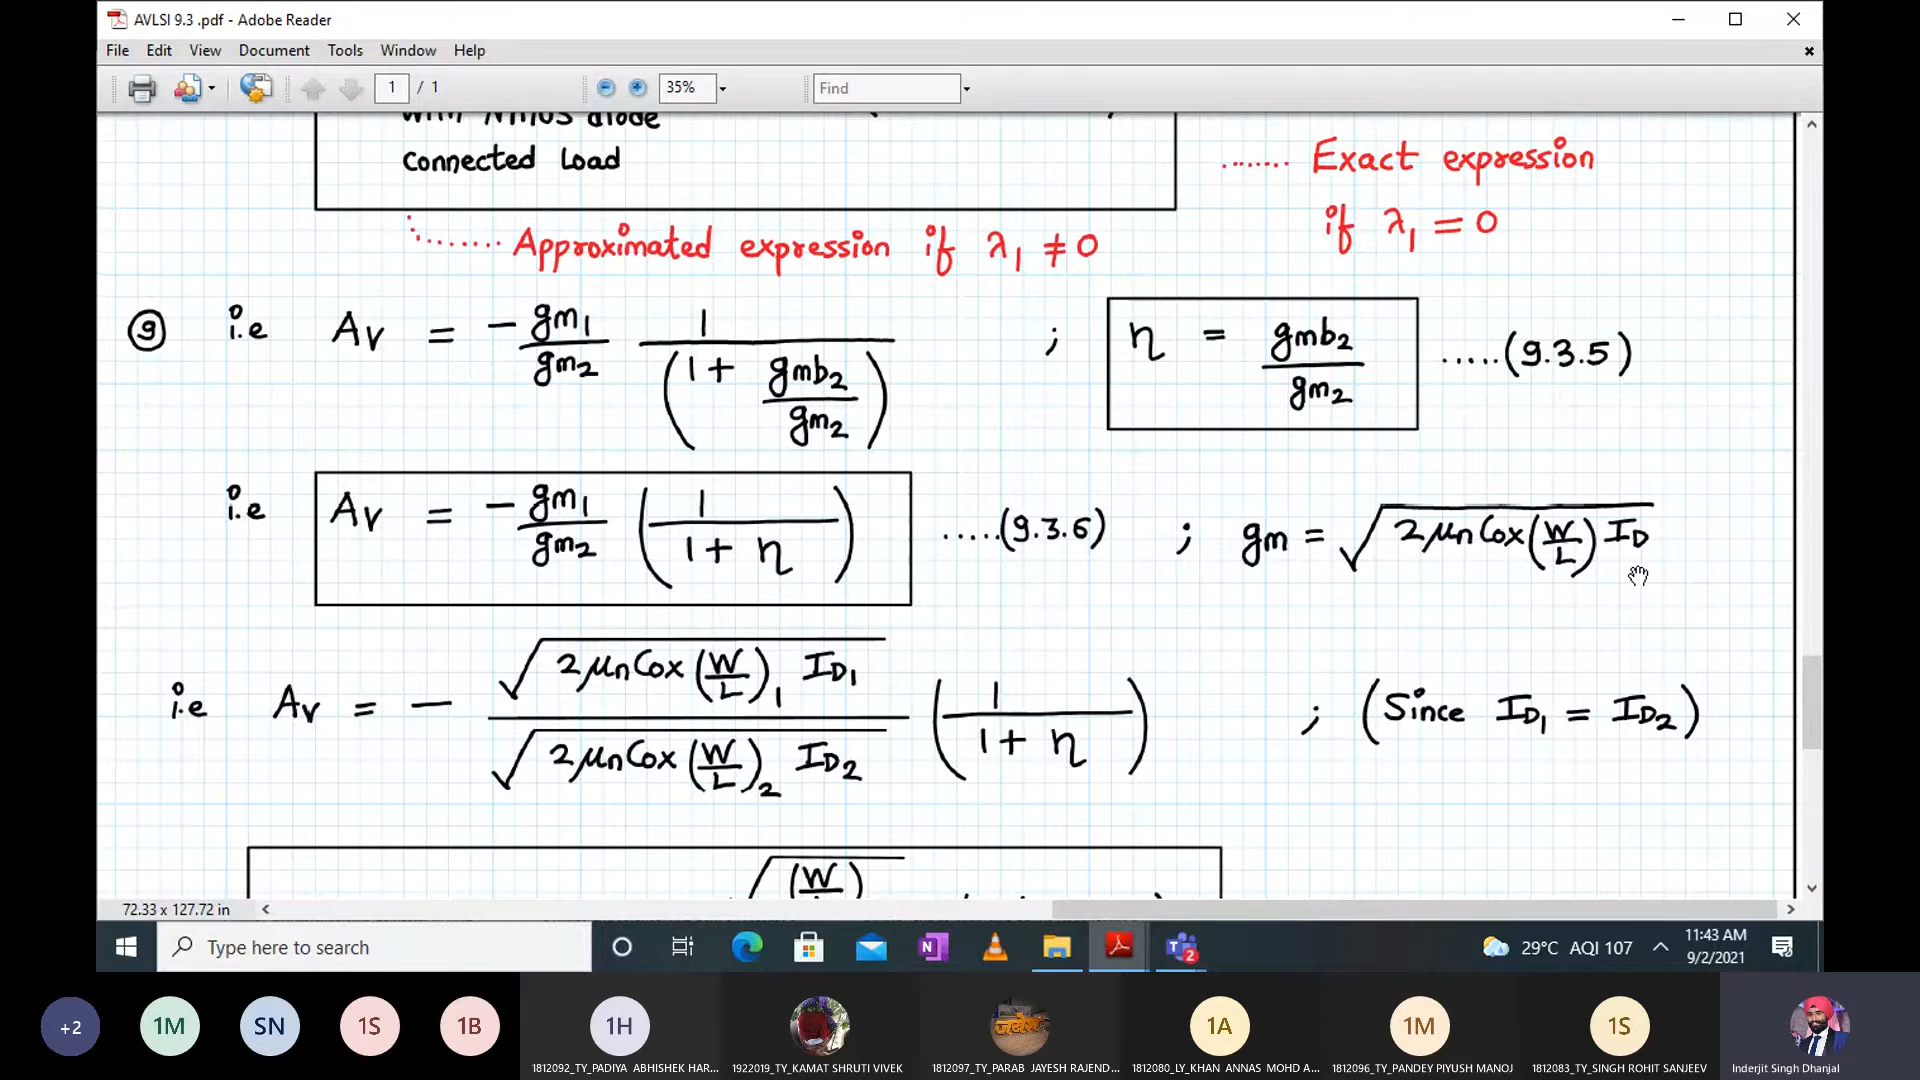 AVLSI 9.3 .pdf - Adobe Reader
File Edit View Document Tools Window Help
1 / 1 35% Find
with NMOS diode
connected Load
....... Exact expression
if λ₁ = 0
....... Approximated expression if λ₁ ≠ 0
⑨ i.e Av = - gm₁/gm₂ 1/(1 + gmb₂/gm₂) ; η = gmb₂/gm₂ .....(9.3.5)
i.e Av = - gm₁/gm₂ (1/(1 + η)) .....(9.3.6) ; gm = √(2μnCox(W/L) ID)
i.e Av = - √(2μnCox(W/L)₁ ID₁) / √(2μnCox(W/L)₂ ID₂) (1/(1 + η)) ; (Since ID₁ = ID₂)
(W
72.33 x 127.72 in
Type here to search
29°C AQI 107
11:43 AM
9/2/2021
+2 1M SN 1S 1B 1H 1A 1M 1S
1812092_TY_PADIYA ABHISHEK HAR...
1922019_TY_KAMAT SHRUTI VIVEK
1812097_TY_PARAB JAYESH RAJEND...
1812080_LY_KHAN ANNAS MOHD A...
1812096_TY_PANDEY PIYUSH MANOJ
1812083_TY_SINGH ROHIT SANJEEV
Inderjit Singh Dhanjal